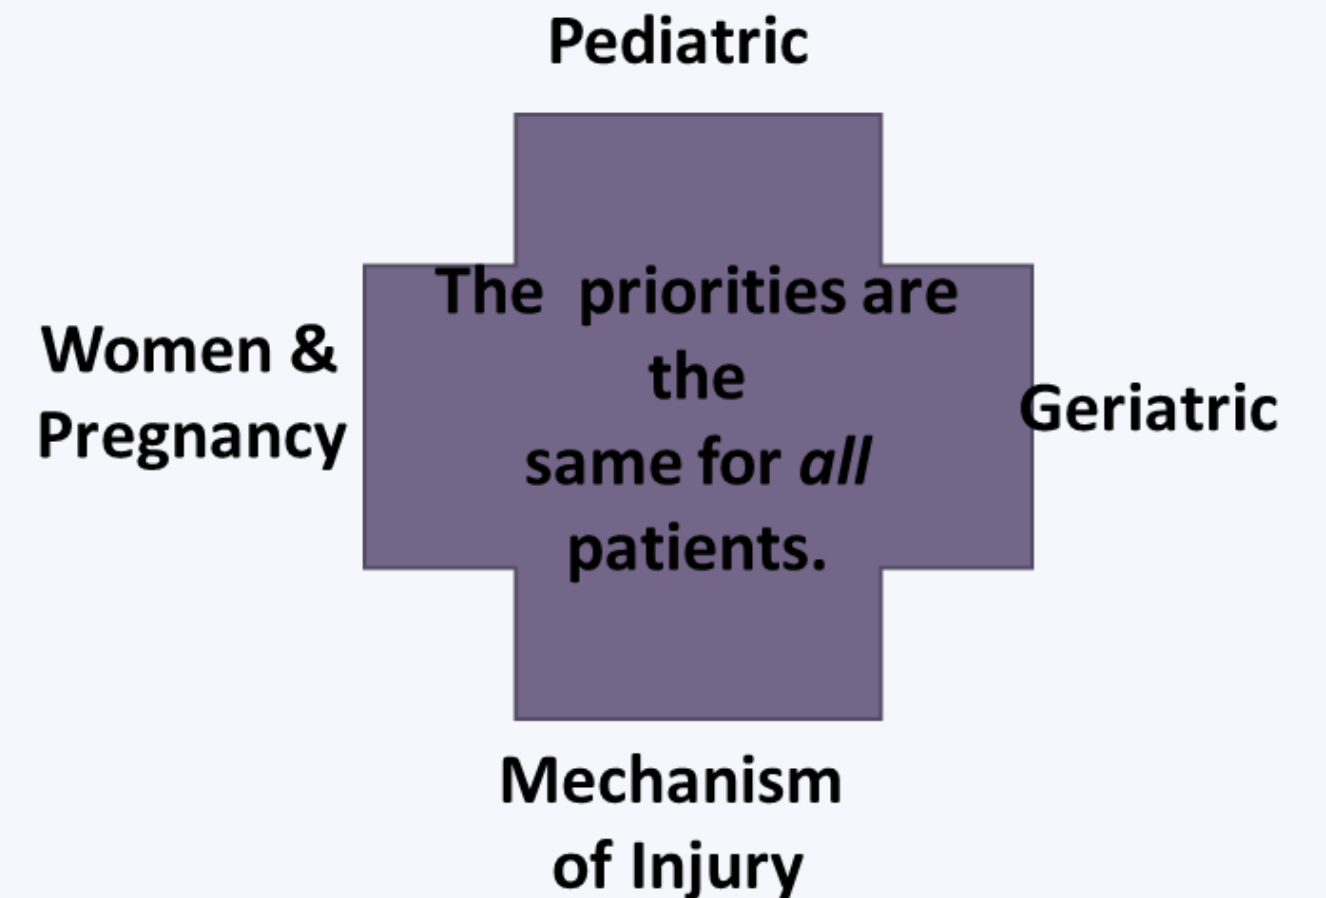 Pediatric
The priorities are
the
same for all
patients.
Women &
Pregnancy
Geriatric
Mechanism
of Injury